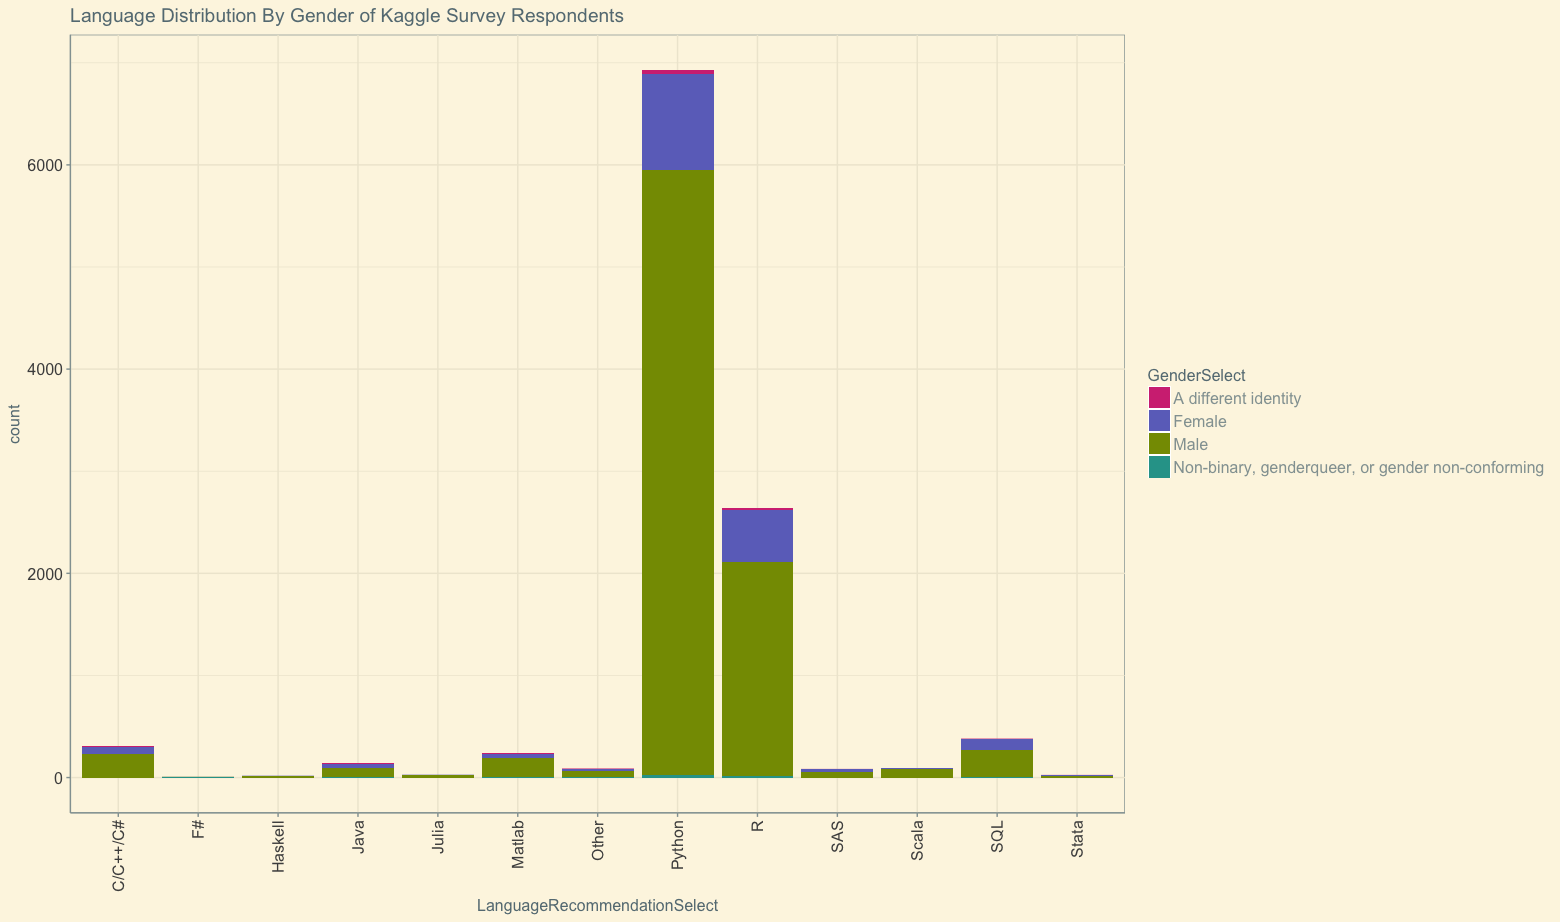 Language Distribution By Gender of Kaggle Survey Respondents
6000
4000
2000
0
count
C/C++/C#
F#
Haskell
Java
Julia
Matlab
Other
Python
R
SAS
Scala
SQL
Stata
LanguageRecommendationSelect
GenderSelect
A different identity
Female
Male
Non-binary, genderqueer, or gender non-conforming